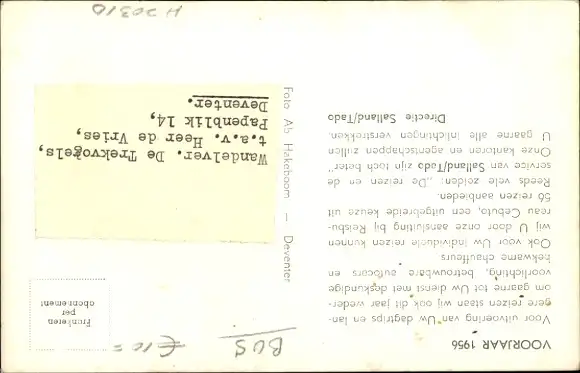 VOORJAAR 1956
Voor uitvoering van Uw dagtrips en lan-
gere reizen staan wij ook dit jaar weder-
om gaarne tot Uw dienst met deskundige
voorlichting, betrouwbare autocars en
bekwame chauffeurs
Ook voor Uw individuele reizen kunnen
wij U door onze aansluiting bij Reisbu-
reau Cebuto, een uitgebreide keuze uit
56 reizen aanbieden.
Reeds vele zeiden: „De reizen en de
service van Salland/Tado zijn toch beter"
Onze kantoren en agentschappen zullen
U gaarne alle inlichtingen verstrekken.
Directie Salland/Tado
Foto Ab Hakeboom — Deventer
Frankeren
per
abonnement
Wandelver. De Trekvogels,
t.a.v. Heer de Vries,
Papenblik 14,
Deventer.
BUS
€ 10=
H 20310